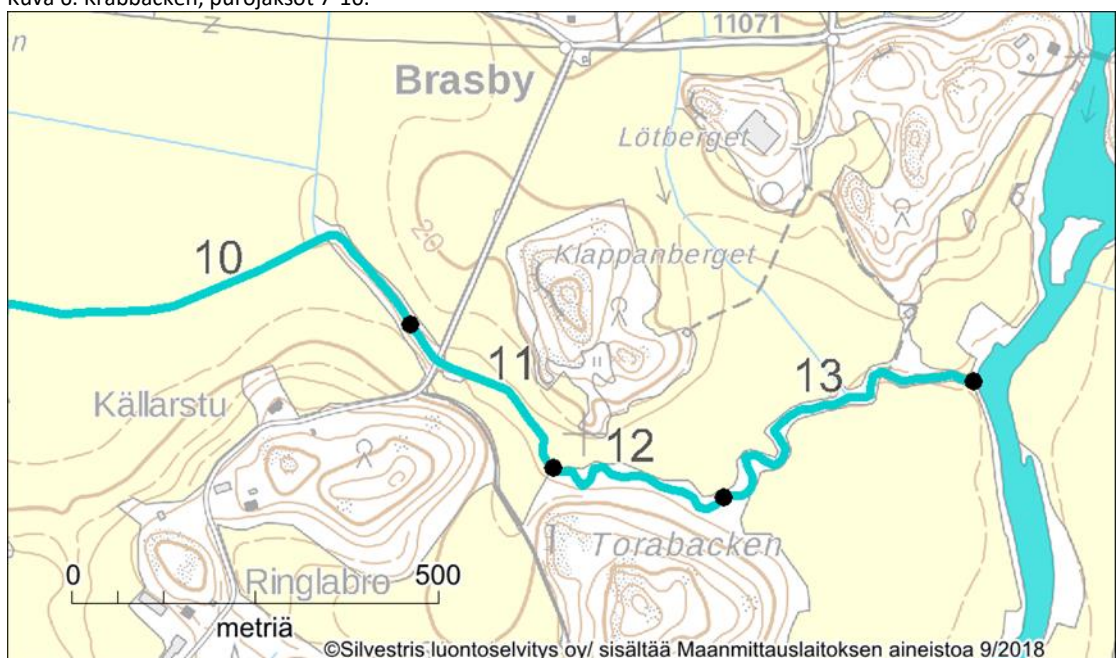 Kuva 6. Krabbäcken, purojaksot 7-10.
n
Z
11071
Brasby
Lötberget
20
Klappanberget
10
11
13
Källarstu
12
Torabacken
0 500
Ringlabro
metriä
©Silvestris luontoselvitys oy/ sisältää Maanmittauslaitoksen aineistoa 9/2018